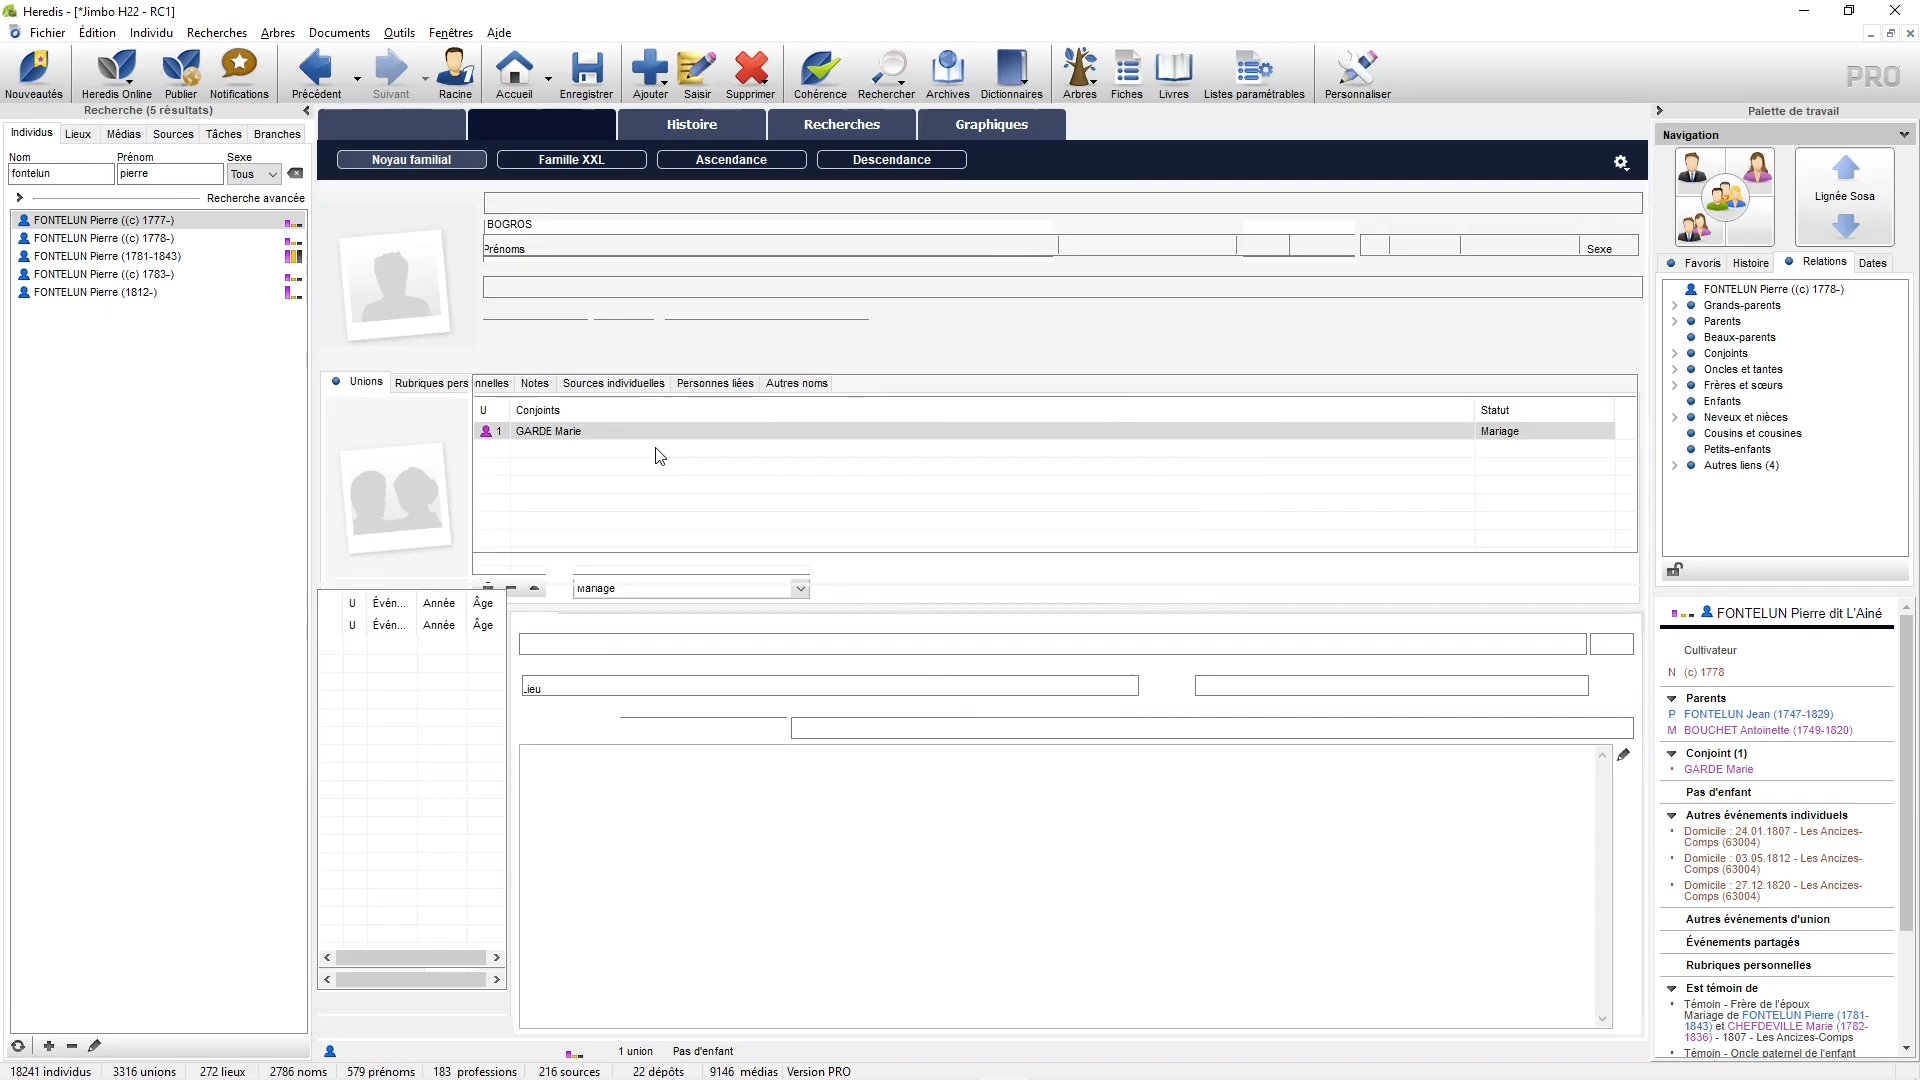 Heredis - [*Jimbo H22 - RC1]
Fichier Édition Individu Recherches Arbres Documents Outils Fenêtres Aide
Nouveautés Heredis Online Publier Notifications Précédent Suivant Racine Accueil Enregistrer Ajouter Saisir Supprimer Cohérence Rechercher Archives Dictionnaires Arbres Fiches Livres Listes paramétrables Personnaliser PRO
Recherche (5 résultats)
Individus Lieux Médias Sources Tâches Branches
Nom Prénom Sexe
fontelun pierre Tous
Recherche avancée
FONTELUN Pierre ((c) 1777-)
FONTELUN Pierre ((c) 1778-)
FONTELUN Pierre (1781-1843)
FONTELUN Pierre ((c) 1783-)
FONTELUN Pierre (1812-)
Histoire Recherches Graphiques
Noyau familial Famille XXL Ascendance Descendance
BOGROS
Prénoms Sexe
Unions Rubriques personnelles Notes Sources individuelles Personnes liées Autres noms
U Conjoints Statut
1 GARDE Marie Mariage
Mariage
U Évén... Année Âge
U Évén... Année Âge
Lieu
1 union Pas d'enfant
Palette de travail
Navigation
Lignée Sosa
Favoris Histoire Relations Dates
FONTELUN Pierre ((c) 1778-)
Grands-parents
Parents
Beaux-parents
Conjoints
Oncles et tantes
Frères et sœurs
Enfants
Neveux et nièces
Cousins et cousines
Petits-enfants
Autres liens (4)
FONTELUN Pierre dit L'Ainé
Cultivateur
N (c) 1778
Parents
P FONTELUN Jean (1747-1829)
M BOUCHET Antoinette (1749-1820)
Conjoint (1)
• GARDE Marie
Pas d'enfant
Autres événements individuels
• Domicile : 24.01.1807 - Les Ancizes-
Comps (63004)
• Domicile : 03.05.1812 - Les Ancizes-
Comps (63004)
• Domicile : 27.12.1820 - Les Ancizes-
Comps (63004)
Autres événements d'union
Événements partagés
Rubriques personnelles
Est témoin de
• Témoin - Frère de l'époux
Mariage de FONTELUN Pierre (1781-
1843) et CHEFDEVILLE Marie (1782-
1836) - 1807 - Les Ancizes-Comps
• Témoin - Oncle paternel de l'enfant
18241 individus 3316 unions 272 lieux 2786 noms 579 prénoms 183 professions 216 sources 22 dépôts 9146 médias Version PRO